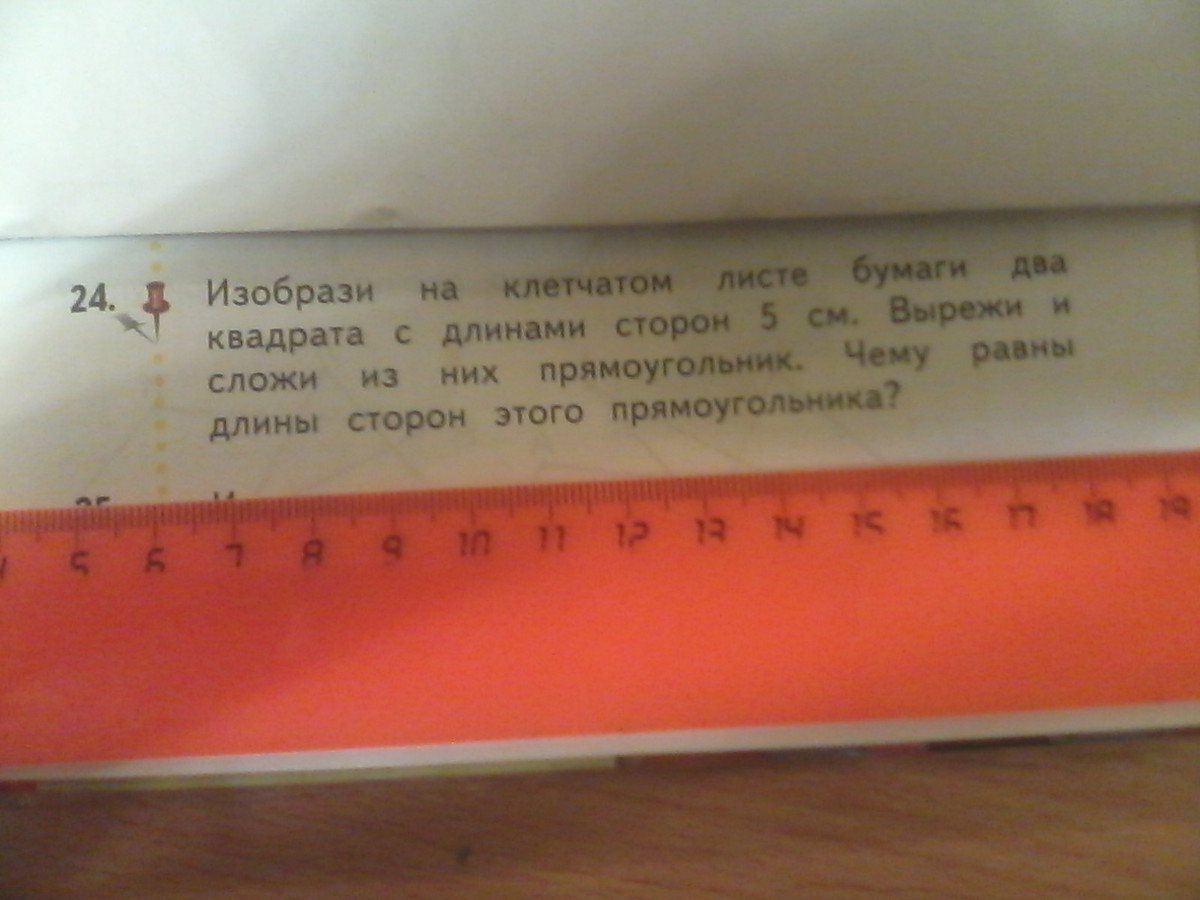 24. Изобрази на клетчатом листе бумаги два
квадрата с длинами сторон 5 см. Вырежи и
сложи из них прямоугольник. Чему равны
длины сторон этого прямоугольника?
5 6 7 8 9 10 11 12 13 14 15 16 17 18 19